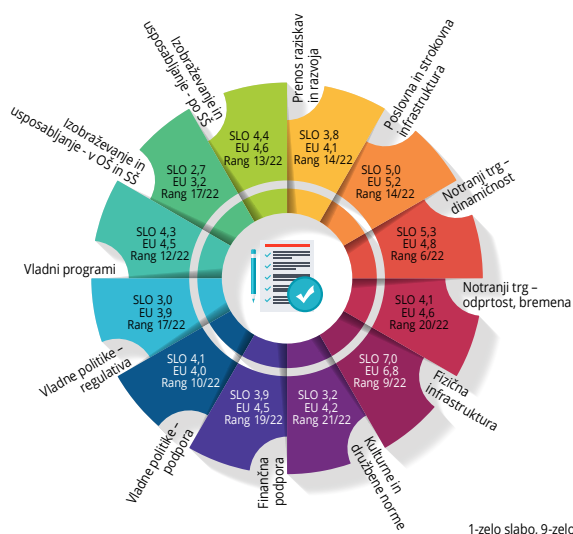 Prenos raziskav
in razvoja
SLO 3,8
EU 4,1
Rang 14/22
Poslovna in strokovna
infrastruktura
SLO 5,0
EU 5,2
Rang 14/22
Notranji trg –
dinamičnost
SLO 5,3
EU 4,8
Rang 6/22
Notranji trg –
odprtost, bremena
SLO 4,1
EU 4,6
Rang 20/22
Fizična
infrastruktura
SLO 7,0
EU 6,8
Rang 9/22
Kulturne in
družbene norme
SLO 3,2
EU 4,2
Rang 21/22
Finančna
podpora
SLO 3,9
EU 4,5
Rang 19/22
Vladne politike –
podpora
SLO 4,1
EU 4,0
Rang 10/22
Vladne politike –
regulativa
SLO 3,0
EU 3,9
Rang 17/22
Vladni programi
SLO 4,3
EU 4,5
Rang 12/22
Izobraževanje in
usposabljanje - v OŠ in SŠ
SLO 2,7
EU 3,2
Rang 17/22
Izobraževanje in
usposabljanje - po SŠ
SLO 4,4
EU 4,6
Rang 13/22
1-zelo slabo, 9-zelo